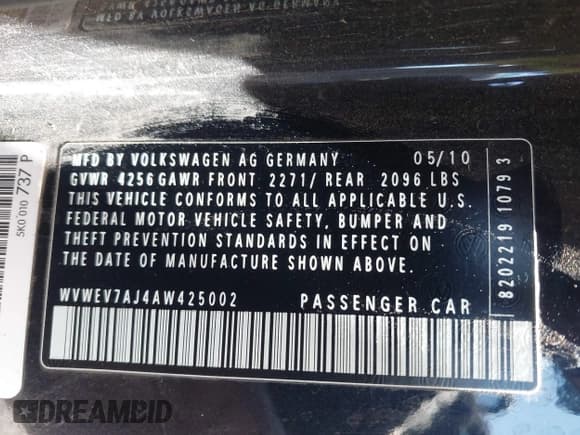 MFD BY VOLKSWAGEN AG GERMANY 05/10
GVWR 4256 GAWR FRONT 2271/ REAR 2096 LBS
THIS VEHICLE CONFORMS TO ALL APPLICABLE U.S.
FEDERAL MOTOR VEHICLE SAFETY, BUMPER AND
THEFT PREVENTION STANDARDS IN EFFECT ON
THE DATE OF MANUFACTURE SHOWN ABOVE.
WVWEV7AJ4AW425002 PASSENGER CAR
8202219 1079 3
5K0 010 737 P
DREAMBID